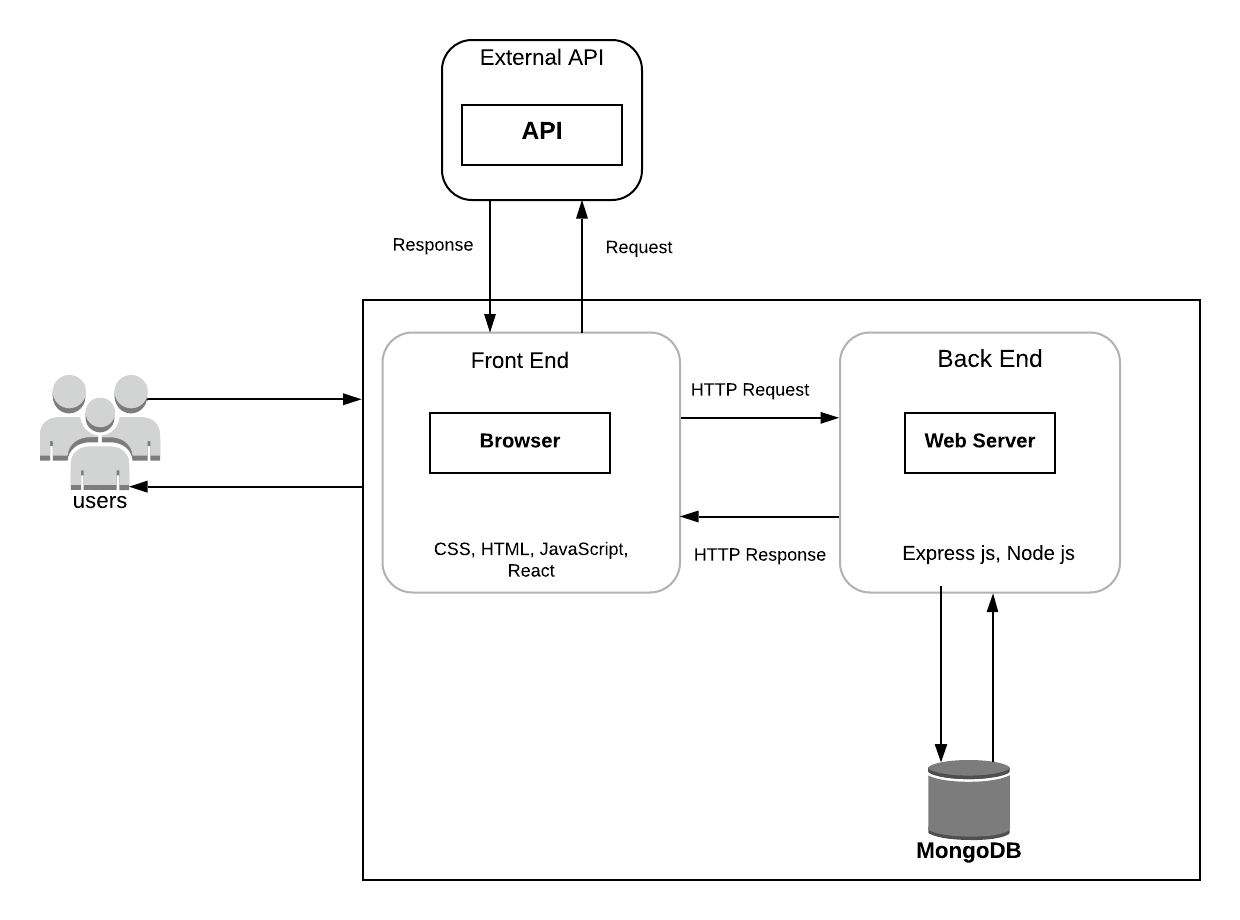 External API
API
Response
Request
Front End
Back End
HTTP Request
Browser
Web Server
users
CSS, HTML, JavaScript,
React
HTTP Response
Express js, Node js
MongoDB